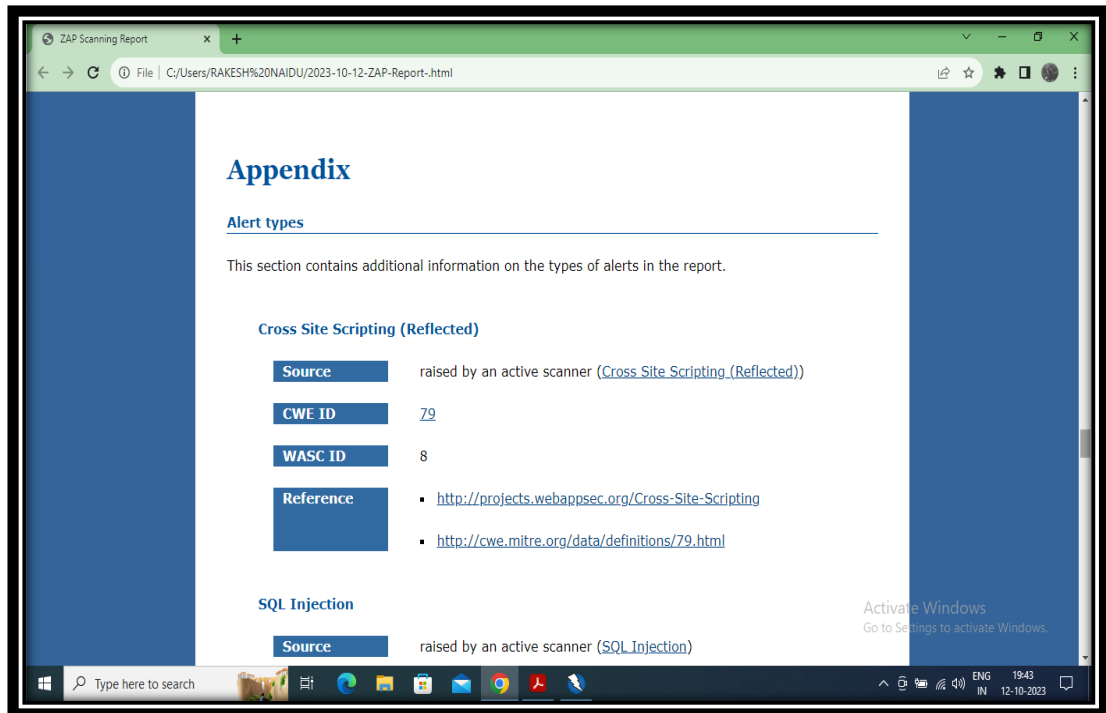 ZAP Scanning Report
File | C:/Users/RAKESH%20NAIDU/2023-10-12-ZAP-Report-.html
Appendix
Alert types
This section contains additional information on the types of alerts in the report.
Cross Site Scripting (Reflected)
Source raised by an active scanner (Cross Site Scripting (Reflected))
CWE ID 79
WASC ID 8
Reference ▪ http://projects.webappsec.org/Cross-Site-Scripting
▪ http://cwe.mitre.org/data/definitions/79.html
SQL Injection
Source raised by an active scanner (SQL Injection)
Activate Windows
Go to Settings to activate Windows.
Type here to search
ENG 19:43
IN 12-10-2023